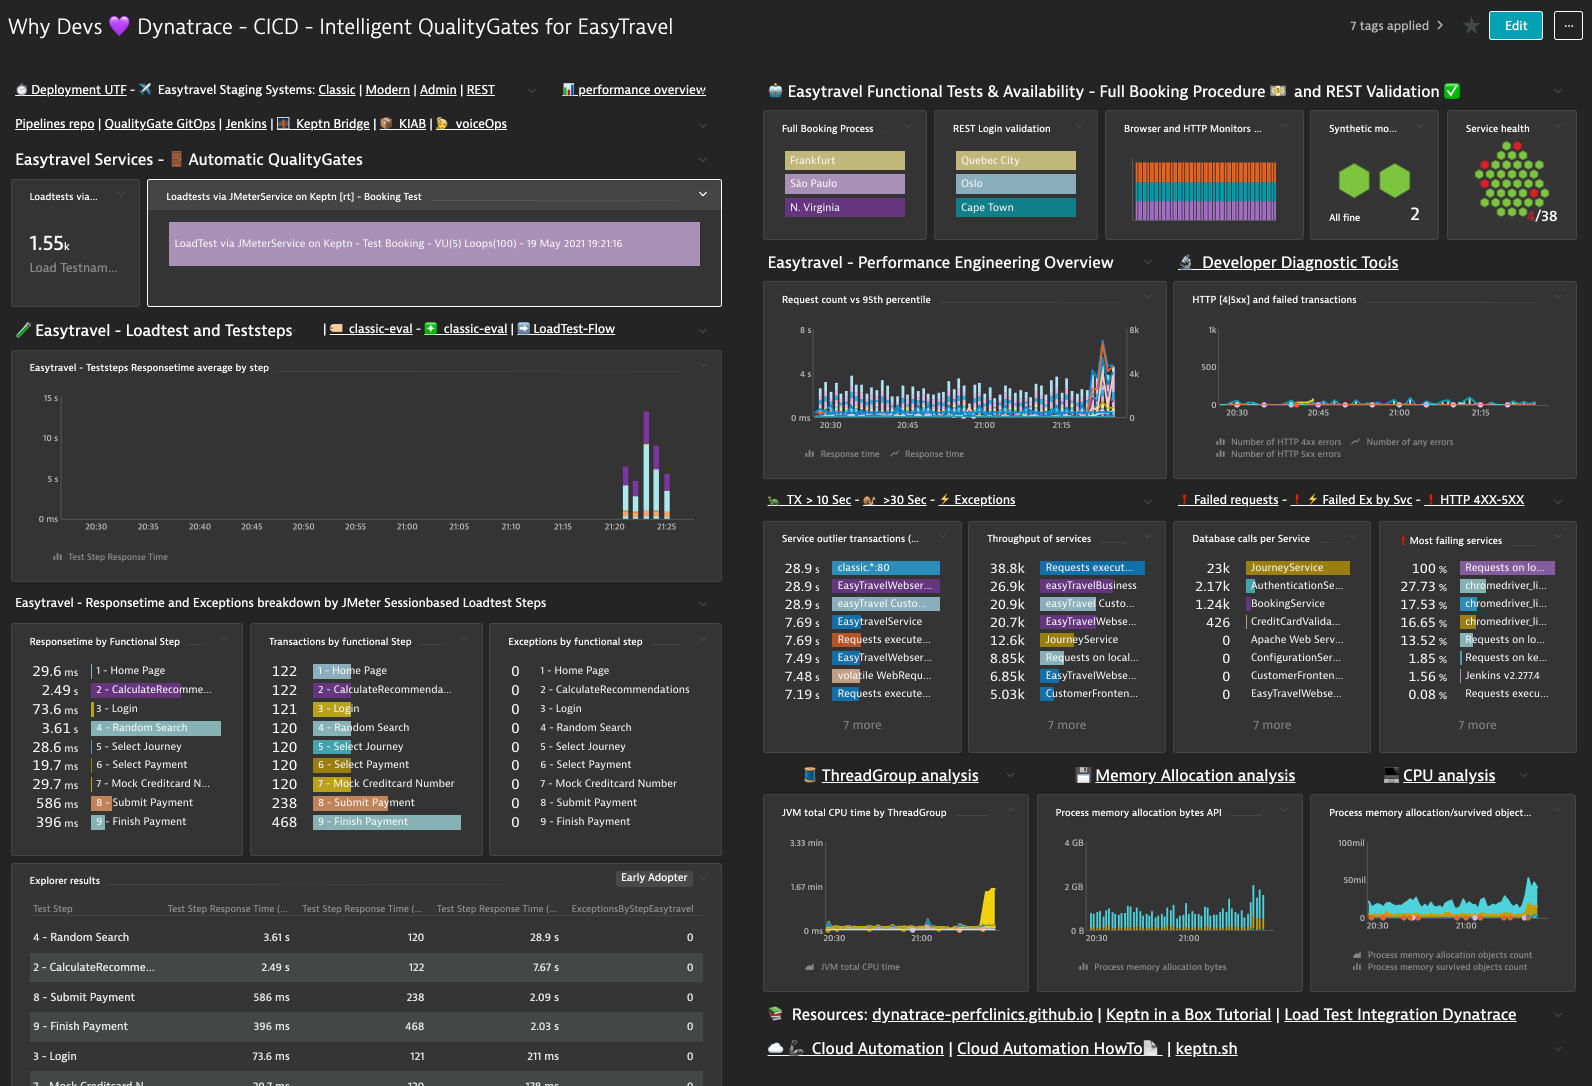 Why Devs 💜 Dynatrace - CICD - Intelligent QualityGates for EasyTravel
7 tags applied
Edit
...
Deployment UTF - Easytravel Staging Systems: Classic | Modern | Admin | REST
performance overview
Pipelines repo | QualityGate GitOps | Jenkins | Keptn Bridge | KIAB | voiceOps
Easytravel Services - Automatic QualityGates
Loadtests via...
1.55k
Load Testnam...
Loadtests via JMeterService on Keptn [rt] - Booking Test
LoadTest via JMeterService on Keptn - Test Booking - VU(5) Loops(100) - 19 May 2021 19:21:16
Easytravel - Loadtest and Teststeps
| classic-eval - classic-eval | LoadTest-Flow
Easytravel - Teststeps Responsetime average by step
15 s
10 s
5 s
0 ms
20:30 20:35 20:40 20:45 20:50 20:55 21:00 21:05 21:10 21:15 21:20 21:25
Test Step Response Time
Easytravel - Responsetime and Exceptions breakdown by JMeter Sessionbased Loadtest Steps
Responsetime by Functional Step
29.6 ms 1 - Home Page
2.49 s 2 - CalculateRecomme...
73.6 ms 3 - Login
3.61 s 4 - Random Search
28.6 ms 5 - Select Journey
19.7 ms 6 - Select Payment
29.7 ms 7 - Mock Creditcard N...
586 ms 8 - Submit Payment
396 ms 9 - Finish Payment
Transactions by functional Step
122 1 - Home Page
122 2 - CalculateRecommenda...
121 3 - Login
120 4 - Random Search
120 5 - Select Journey
120 6 - Select Payment
120 7 - Mock Creditcard Number
238 8 - Submit Payment
468 9 - Finish Payment
Exceptions by functional step
0 1 - Home Page
0 2 - CalculateRecommendations
0 3 - Login
0 4 - Random Search
0 5 - Select Journey
0 6 - Select Payment
0 7 - Mock Creditcard Number
0 8 - Submit Payment
0 9 - Finish Payment
Explorer results
Early Adopter
Test Step Test Step Response Time (... Test Step Response Time (... Test Step Response Time (... ExceptionsByStepEasytravel
4 - Random Search 3.61 s 120 28.9 s 0
2 - CalculateRecomme... 2.49 s 122 7.67 s 0
8 - Submit Payment 586 ms 238 2.09 s 0
9 - Finish Payment 396 ms 468 2.03 s 0
3 - Login 73.6 ms 121 211 ms 0
7 - Mock Creditcard N... 29.7 ms 120 178 ms 0
Easytravel Functional Tests & Availability - Full Booking Procedure and REST Validation
Full Booking Process
Frankfurt
São Paulo
N. Virginia
REST Login validation
Quebec City
Oslo
Cape Town
Browser and HTTP Monitors ...
Synthetic mo...
All fine 2
Service health
4/38
Easytravel - Performance Engineering Overview
Developer Diagnostic Tools
Request count vs 95th percentile
8 s 8k
4 s 4k
0 ms 0
20:30 20:45 21:00 21:15
Response time Response time
HTTP [4|5xx] and failed transactions
1k
500
0
20:30 20:45 21:00 21:15
Number of HTTP 4xx errors Number of any errors
Number of HTTP 5xx errors
TX > 10 Sec - >30 Sec - Exceptions
Failed requests - Failed Ex by Svc - HTTP 4XX-5XX
Service outlier transactions (...
28.9 s classic.*:80
28.9 s EasyTravelWebser...
28.9 s easyTravel Custo...
7.69 s EasytravelService
7.69 s Requests execute...
7.49 s EasyTravelWebser...
7.48 s volatile WebRequ...
7.19 s Requests execute...
7 more
Throughput of services
38.8k Requests execut...
26.9k easyTravelBusiness
20.9k easyTravel Custo...
20.7k EasyTravelWebse...
12.6k JourneyService
8.85k Requests on local...
6.85k EasyTravelWebse...
5.03k CustomerFronten...
7 more
Database calls per Service
23k JourneyService
2.17k AuthenticationSe...
1.24k BookingService
426 CreditCardValida...
0 Apache Web Serv...
0 ConfigurationSer...
0 CustomerFronten...
0 EasyTravelWebse...
7 more
Most failing services
100 % Requests on lo...
27.73 % chromedriver_li...
17.53 % chromedriver_li...
16.65 % chromedriver_li...
13.52 % Requests on lo...
1.85 % Requests on ke...
1.56 % Jenkins v2.277.4
0.08 % Requests execu...
7 more
ThreadGroup analysis
Memory Allocation analysis
CPU analysis
JVM total CPU time by ThreadGroup
3.33 min
1.67 min
0 ms
20:30 21:00
JVM total CPU time
Process memory allocation bytes API
4 GB
2 GB
0 B
20:30 21:00
Process memory allocation bytes
Process memory allocation/survived object...
100mil
50mil
0
20:30 21:00
Process memory allocation objects count
Process memory survived objects count
Resources: dynatrace-perfclinics.github.io | Keptn in a Box Tutorial | Load Test Integration Dynatrace
Cloud Automation | Cloud Automation HowTo | keptn.sh